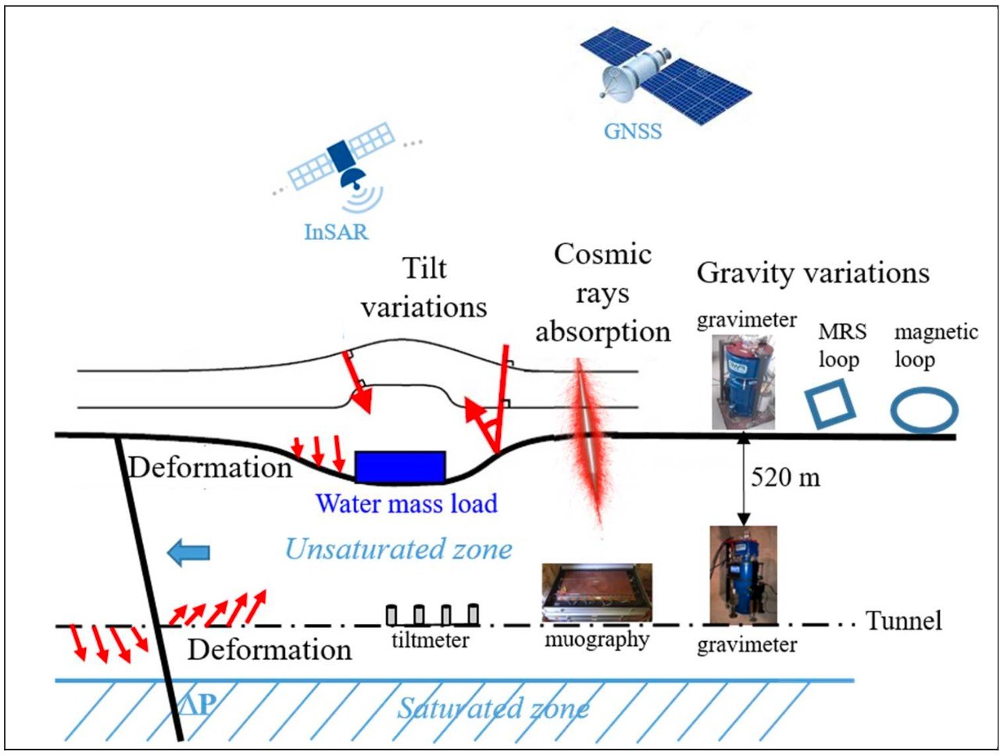 GNSS
InSAR
Tilt
variations
Cosmic
rays
absorption
Gravity variations
gravimeter
MRS
loop
magnetic
loop
Deformation
520 m
Water mass load
Unsaturated zone
Tunnel
Deformation
tiltmeter
muography
gravimeter
ΔP
Saturated zone